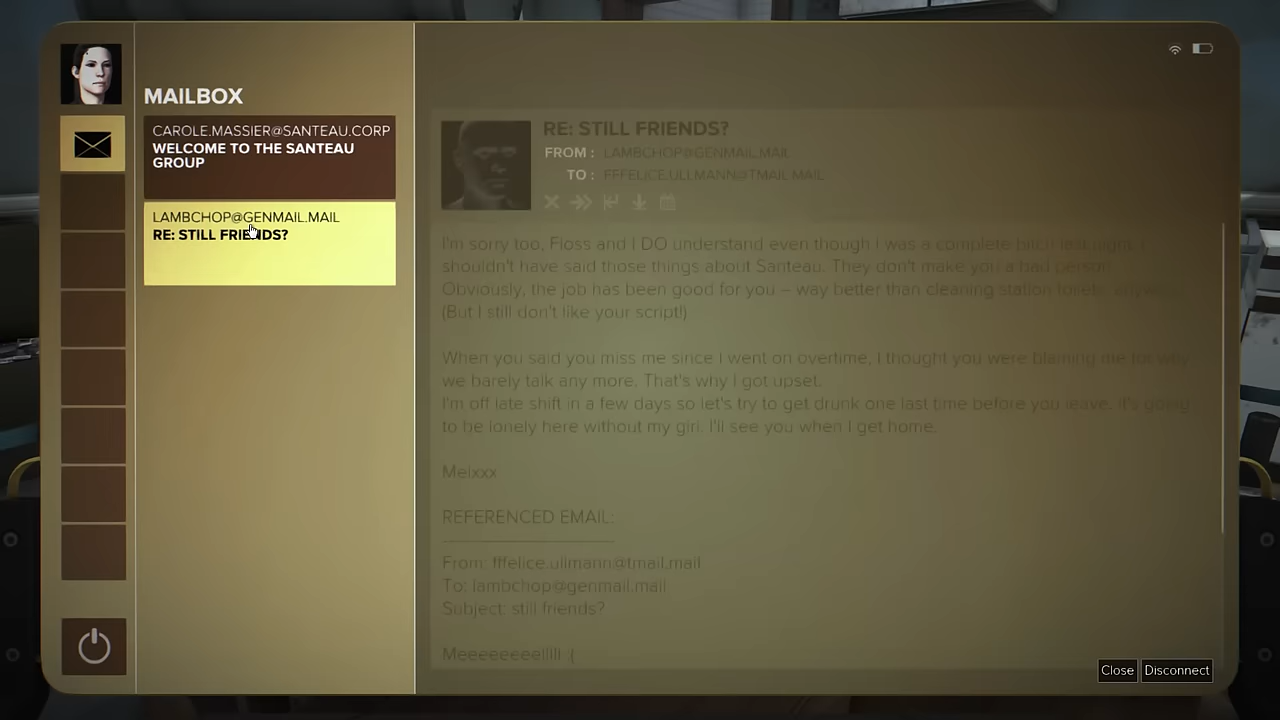 MAILBOX
CAROLE.MASSIER@SANTEAU.CORP
WELCOME TO THE SANTEAU
GROUP
LAMBCHOP@GENMAIL.MAIL
RE: STILL FRIENDS?
RE: STILL FRIENDS?
FROM : LAMBCHOP@GENMAIL.MAIL
TO : FFFELICE.ULLMANN@TMAIL.MAIL
I'm sorry too, Floss and I DO understand even though I was a complete bitch last night. I
shouldn't have said those things about Santeau. They don't make you a bad person.
Obviously, the job has been good for you – way better than cleaning station toilets, anyway.
(But I still don't like your script!)
When you said you miss me since I went on overtime, I thought you were blaming me for why
we barely talk any more. That's why I got upset.
I'm off late shift in a few days so let's try to get drunk one last time before you leave. It's going
to be lonely here without my girl. I'll see you when I get home.
Meixxx
REFERENCED EMAIL:
From: fffelice.ullmann@tmail.mail
To: lambchop@genmail.mail
Subject: still friends?
Meeeeeeeeiiiii :(
Close Disconnect